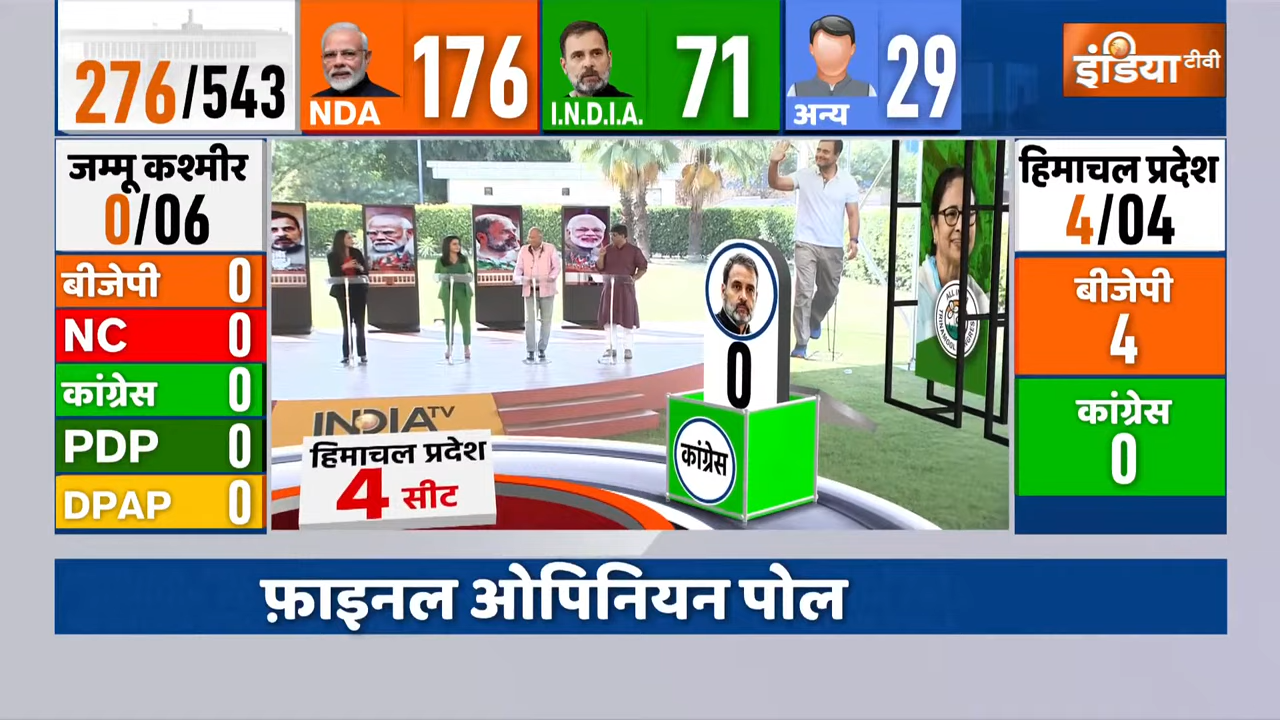 276/543
NDA 176
I.N.D.I.A. 71
अन्य 29
इंडिया टीवी
जम्मू कश्मीर
0/06
बीजेपी 0
NC 0
कांग्रेस 0
PDP 0
DPAP 0
0
कांग्रेस
INDIA TV
हिमाचल प्रदेश
4 सीट
हिमाचल प्रदेश
4/04
बीजेपी
4
कांग्रेस
0
फ़ाइनल ओपिनियन पोल